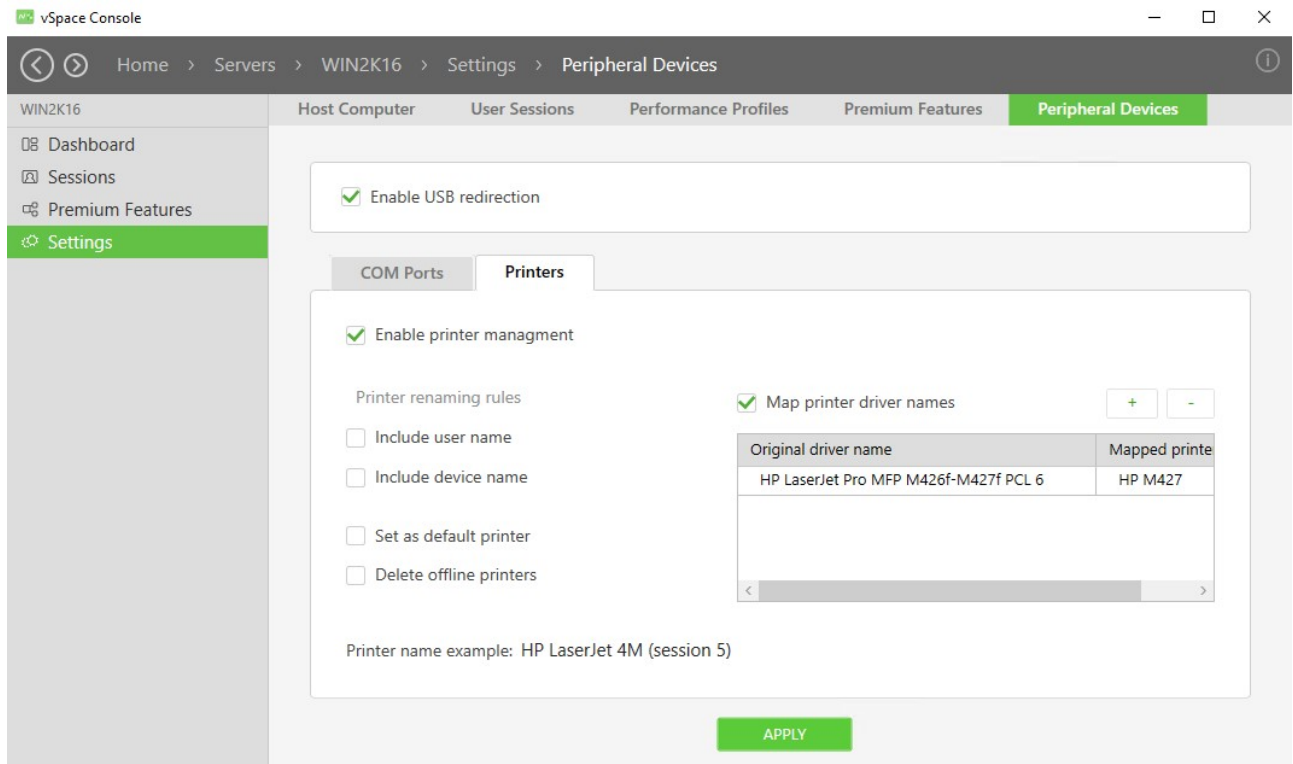 vSpace Console
Home > Servers > WIN2K16 > Settings > Peripheral Devices
WIN2K16
Host Computer User Sessions Performance Profiles Premium Features Peripheral Devices
Dashboard
Sessions
Premium Features
Settings
Enable USB redirection
COM Ports Printers
Enable printer managment
Printer renaming rules
Map printer driver names + -
Include user name
Include device name
Original driver name Mapped printe
HP LaserJet Pro MFP M426f-M427f PCL 6 HP M427
Set as default printer
Delete offline printers
Printer name example: HP LaserJet 4M (session 5)
APPLY